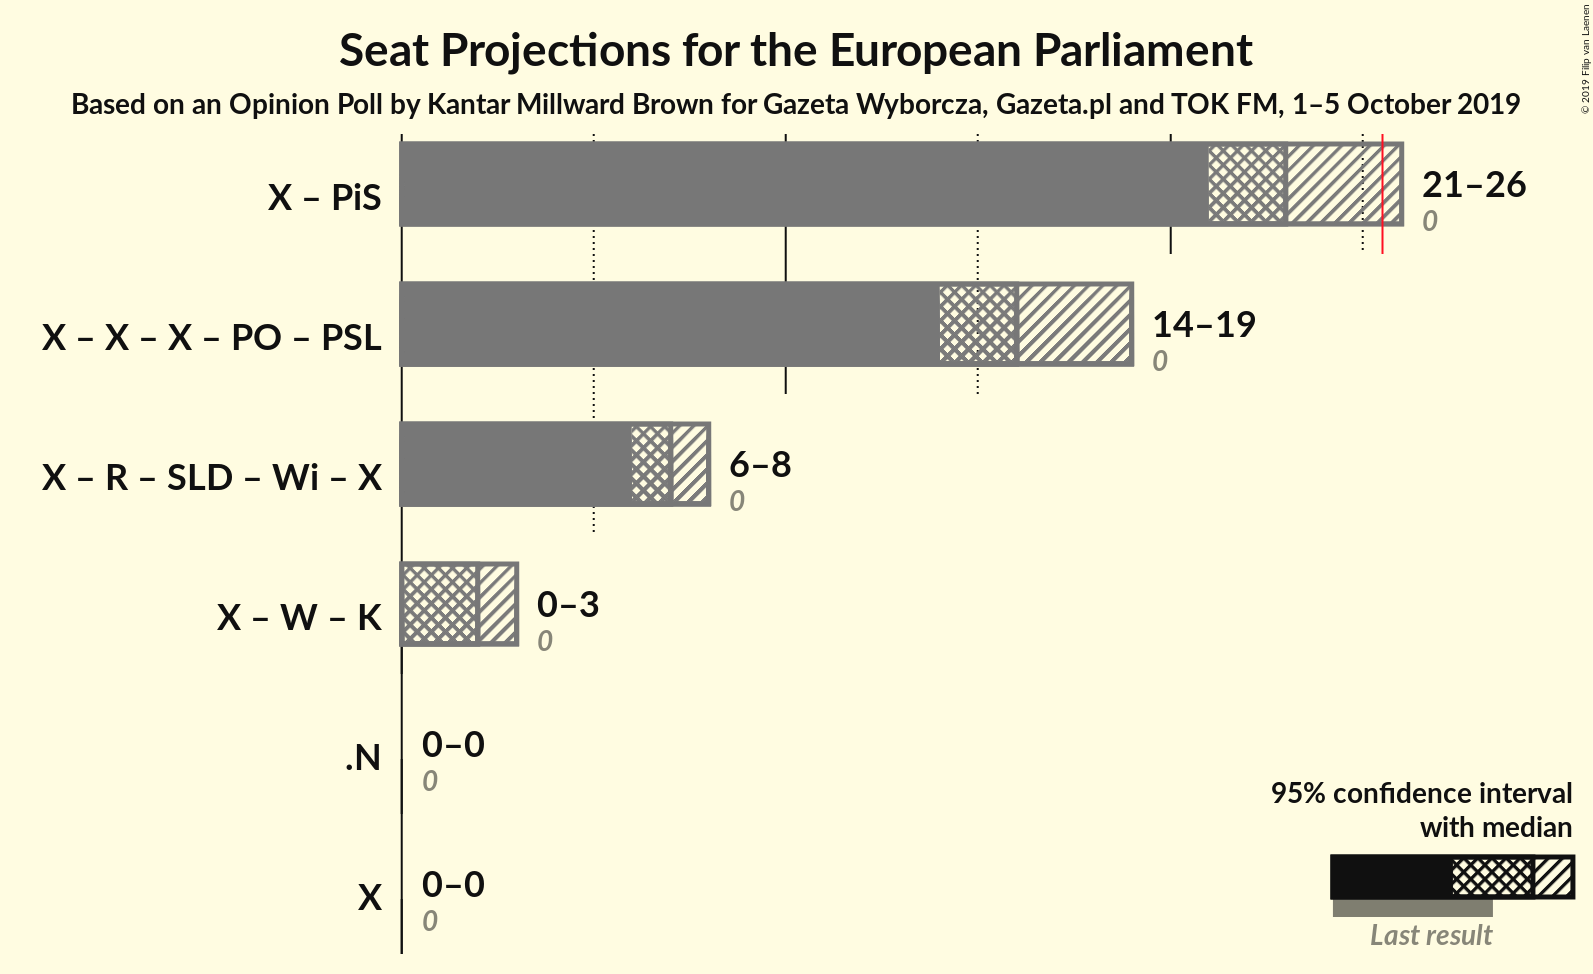 Seat Projections for the European Parliament
Based on an Opinion Poll by Kantar Millward Brown for Gazeta Wyborcza, Gazeta.pl and TOK FM, 1–5 October 2019
© 2019 Filip van Laenen
X – PiS
21–26
0
X – X – X – PO – PSL
14–19
0
X – R – SLD – Wi – X
6–8
0
X – W – K
0–3
0
.N
0–0
0
X
0–0
0
95% confidence interval
with median
Last result